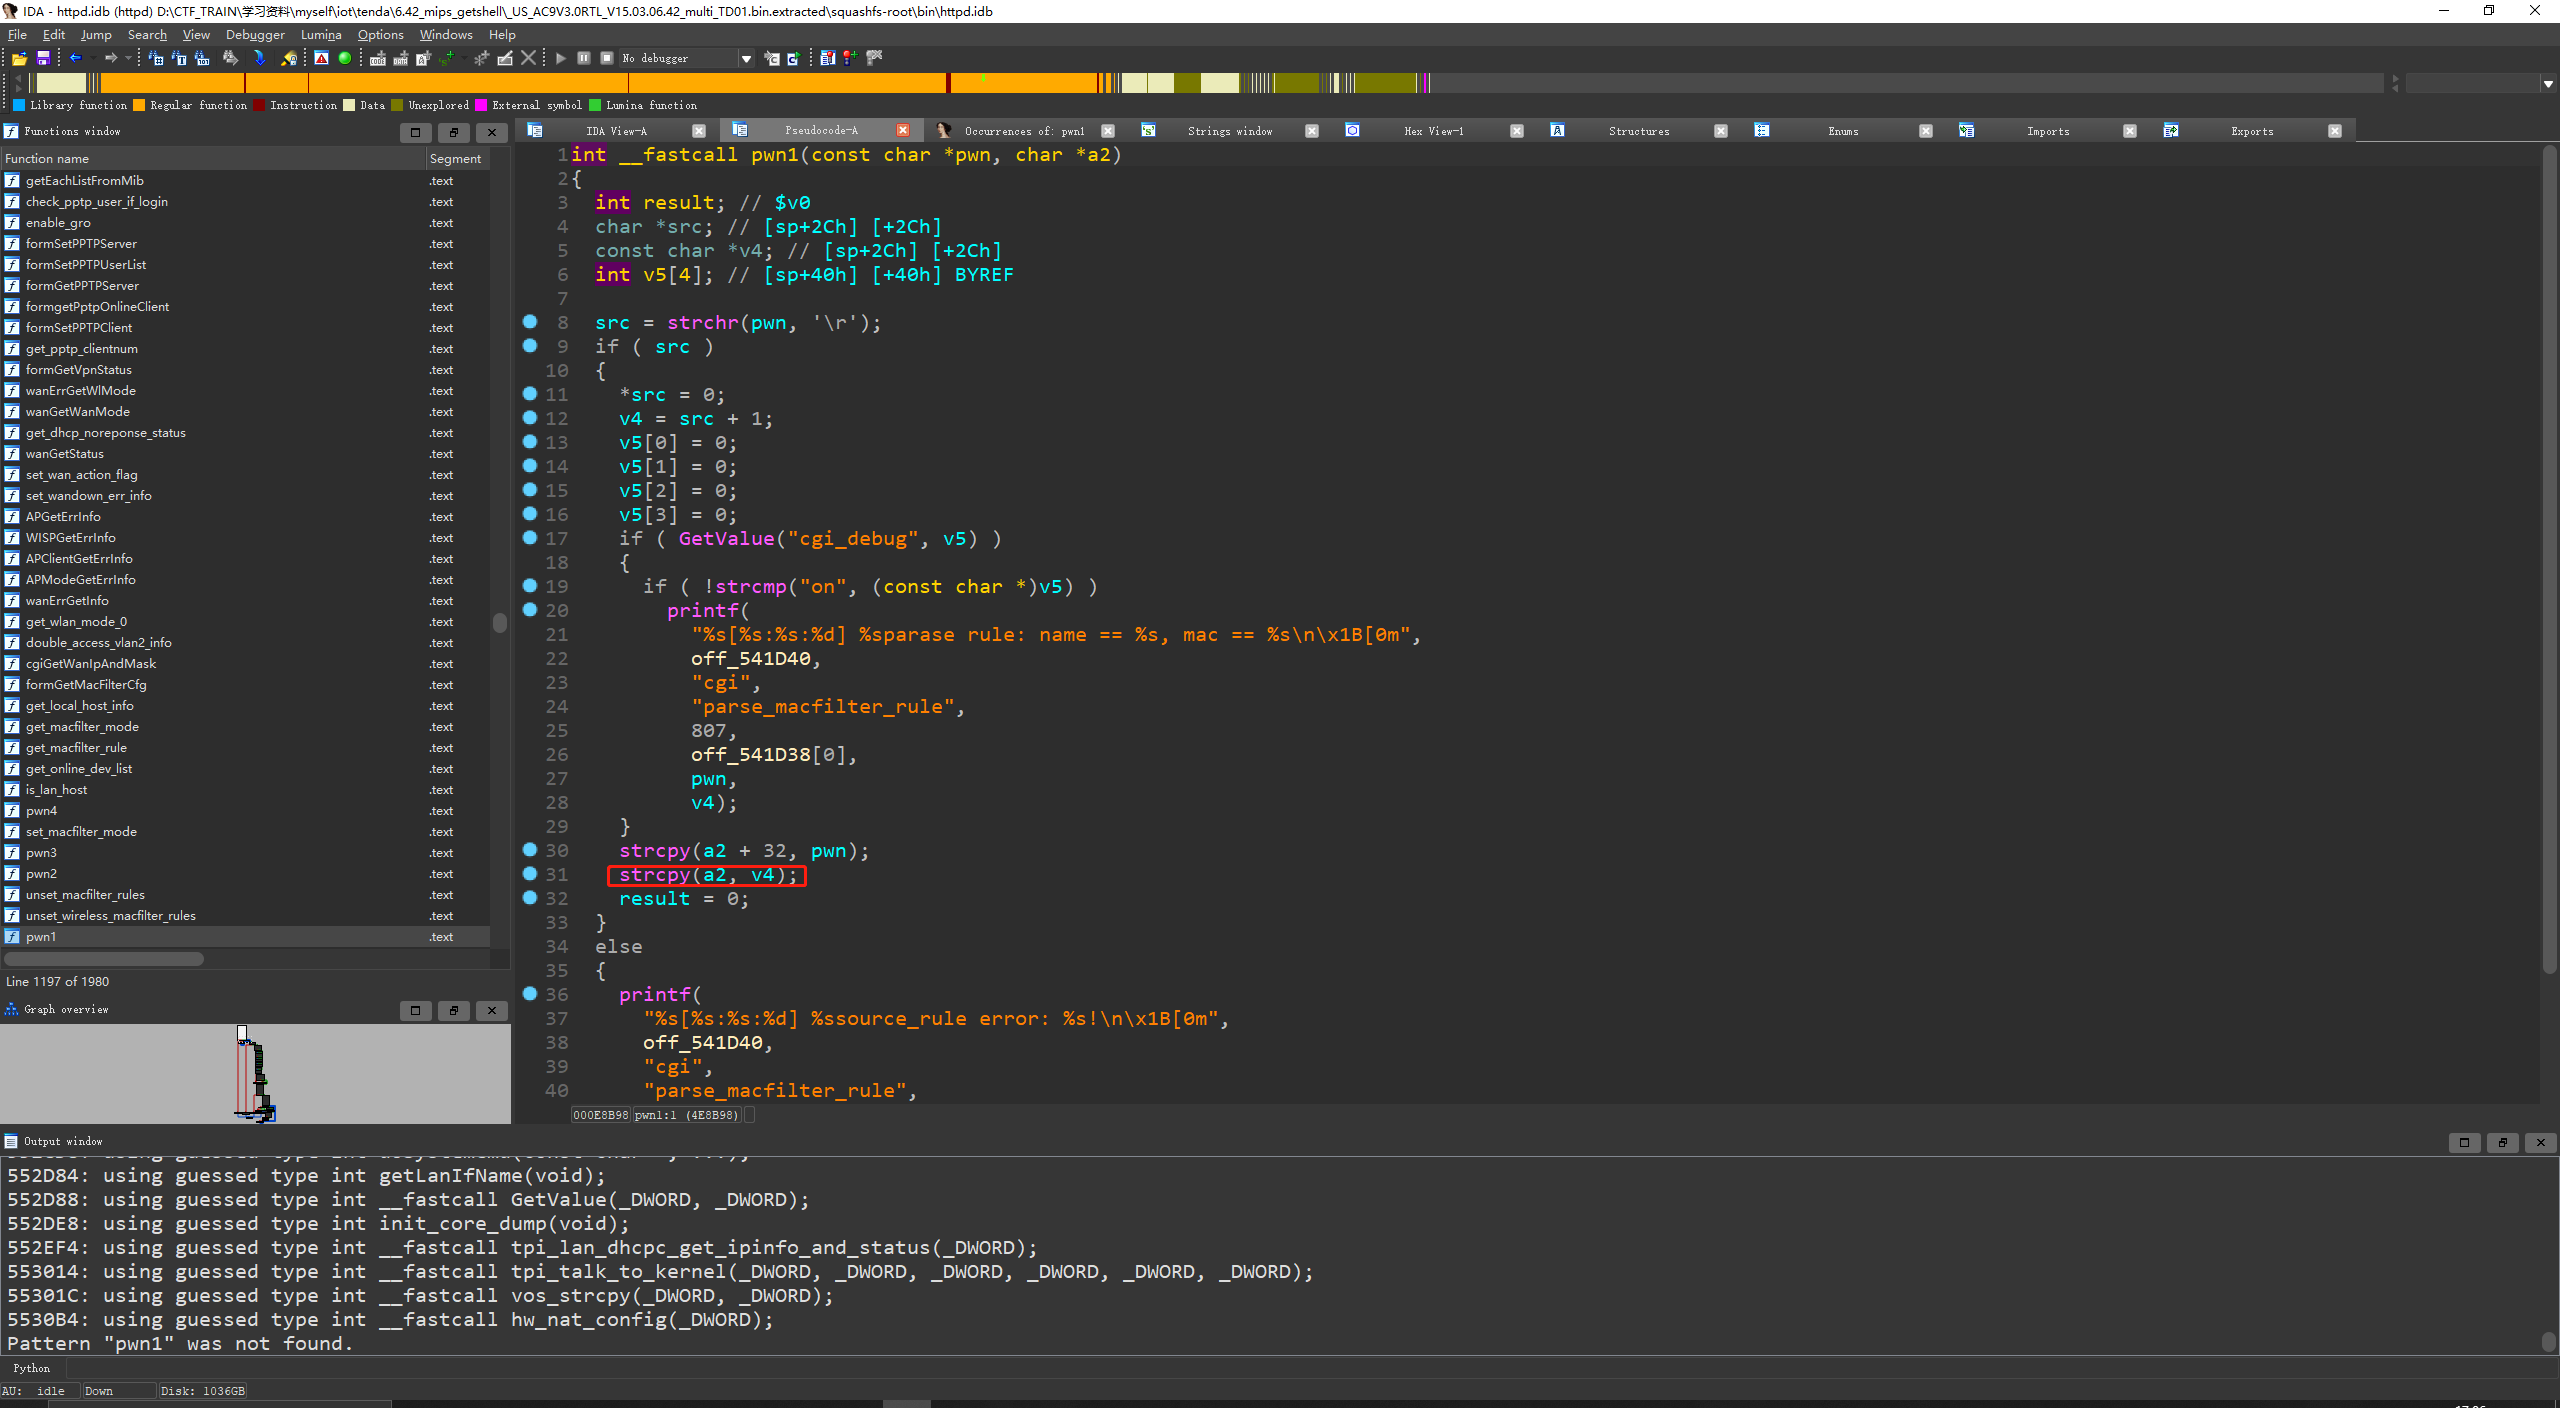 IDA - httpd.idb (httpd) D:\CTF_TRAIN\学习资料\myself\iot\tenda\6.42_mips_getshell\_US_AC9V3.0RTL_V15.03.06.42_multi_TD01.bin.extracted\squashfs-root\bin\httpd.idb
File Edit Jump Search View Debugger Lumina Options Windows Help
No debugger
Library function Regular function Instruction Data Unexplored External symbol Lumina function
Functions window
Function name Segment
getEachListFromMib .text
check_pptp_user_if_login .text
enable_gro .text
formSetPPTPServer .text
formSetPPTPUserList .text
formGetPPTPServer .text
formgetPptpOnlineClient .text
formSetPPTPClient .text
get_pptp_clientnum .text
formGetVpnStatus .text
wanErrGetWlMode .text
wanGetWanMode .text
get_dhcp_noreponse_status .text
wanGetStatus .text
set_wan_action_flag .text
set_wandown_err_info .text
APGetErrInfo .text
WISPGetErrInfo .text
APClientGetErrInfo .text
APModeGetErrInfo .text
wanErrGetInfo .text
get_wlan_mode_0 .text
double_access_vlan2_info .text
cgiGetWanIpAndMask .text
formGetMacFilterCfg .text
get_local_host_info .text
get_macfilter_mode .text
get_macfilter_rule .text
get_online_dev_list .text
is_lan_host .text
pwn4 .text
set_macfilter_mode .text
pwn3 .text
pwn2 .text
unset_macfilter_rules .text
unset_wireless_macfilter_rules .text
pwn1 .text
Line 1197 of 1980
Graph overview
IDA View-A Pseudocode-A Occurrences of: pwn1 Strings window Hex View-1 Structures Enums Imports Exports
1 int __fastcall pwn1(const char *pwn, char *a2)
2 {
3 int result; // $v0
4 char *src; // [sp+2Ch] [+2Ch]
5 const char *v4; // [sp+2Ch] [+2Ch]
6 int v5[4]; // [sp+40h] [+40h] BYREF
7
8 src = strchr(pwn, '\r');
9 if ( src )
10 {
11 *src = 0;
12 v4 = src + 1;
13 v5[0] = 0;
14 v5[1] = 0;
15 v5[2] = 0;
16 v5[3] = 0;
17 if ( GetValue("cgi_debug", v5) )
18 {
19 if ( !strcmp("on", (const char *)v5) )
20 printf(
21 "%s[%s:%s:%d] %sparase rule: name == %s, mac == %s\n\x1B[0m",
22 off_541D40,
23 "cgi",
24 "parse_macfilter_rule",
25 807,
26 off_541D38[0],
27 pwn,
28 v4);
29 }
30 strcpy(a2 + 32, pwn);
31 strcpy(a2, v4);
32 result = 0;
33 }
34 else
35 {
36 printf(
37 "%s[%s:%s:%d] %ssource_rule error: %s!\n\x1B[0m",
38 off_541D40,
39 "cgi",
40 "parse_macfilter_rule",
000E8B98 pwn1:1 (4E8B98)
Output window
552D84: using guessed type int getLanIfName(void);
552D88: using guessed type int __fastcall GetValue(_DWORD, _DWORD);
552DE8: using guessed type int init_core_dump(void);
552EF4: using guessed type int __fastcall tpi_lan_dhcpc_get_ipinfo_and_status(_DWORD);
553014: using guessed type int __fastcall tpi_talk_to_kernel(_DWORD, _DWORD, _DWORD, _DWORD, _DWORD, _DWORD);
55301C: using guessed type int __fastcall vos_strcpy(_DWORD, _DWORD);
5530B4: using guessed type int __fastcall hw_nat_config(_DWORD);
Pattern "pwn1" was not found.
Python
AU: idle Down Disk: 1036GB